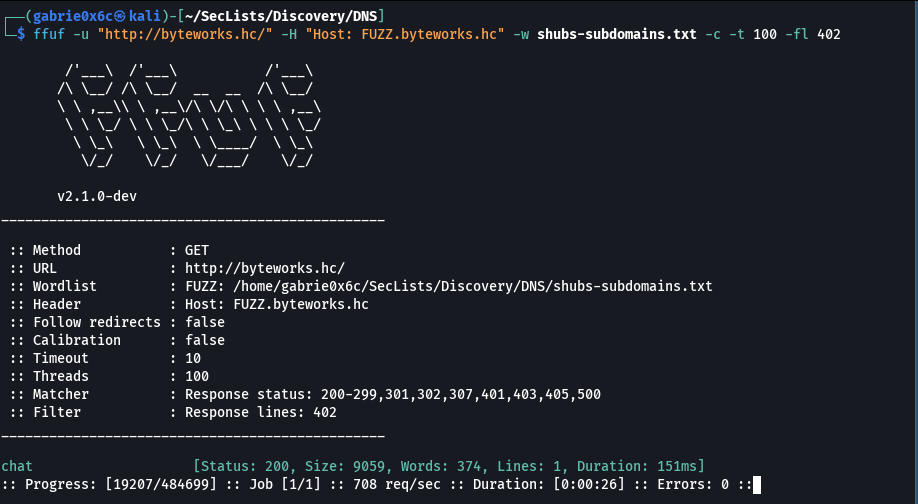 ┌──(gabrie0x6c㉿kali)-[~/SecLists/Discovery/DNS]
└─$ ffuf -u "http://byteworks.hc/" -H "Host: FUZZ.byteworks.hc" -w shubs-subdomains.txt -c -t 100 -fl 402
        /'___\  /'___\           /'___\
       /\ \__/ /\ \__/  __  __  /\ \__/
       \ \ ,__\\ \ ,__\/\ \/\ \ \ \ ,__\
        \ \ \_/ \ \ \_/\ \ \_\ \ \ \ \_/
         \ \_\   \ \_\  \ \____/  \ \_\
          \/_/    \/_/   \/___/    \/_/
       v2.1.0-dev
________________________________________________
 :: Method           : GET
 :: URL              : http://byteworks.hc/
 :: Wordlist         : FUZZ: /home/gabrie0x6c/SecLists/Discovery/DNS/shubs-subdomains.txt
 :: Header           : Host: FUZZ.byteworks.hc
 :: Follow redirects : false
 :: Calibration      : false
 :: Timeout          : 10
 :: Threads          : 100
 :: Matcher          : Response status: 200-299,301,302,307,401,403,405,500
 :: Filter           : Response lines: 402
________________________________________________
chat                    [Status: 200, Size: 9059, Words: 374, Lines: 1, Duration: 151ms]
:: Progress: [19207/484699] :: Job [1/1] :: 708 req/sec :: Duration: [0:00:26] :: Errors: 0 ::